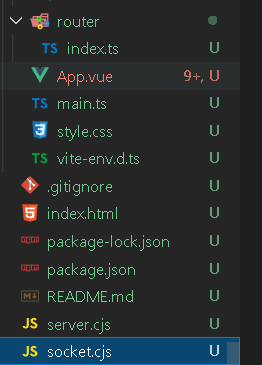 router
TS index.ts U
App.vue 9+, U
TS main.ts U
style.css U
TS vite-env.d.ts U
.gitignore U
index.html U
package-lock.json U
package.json U
README.md U
JS server.cjs U
JS socket.cjs U